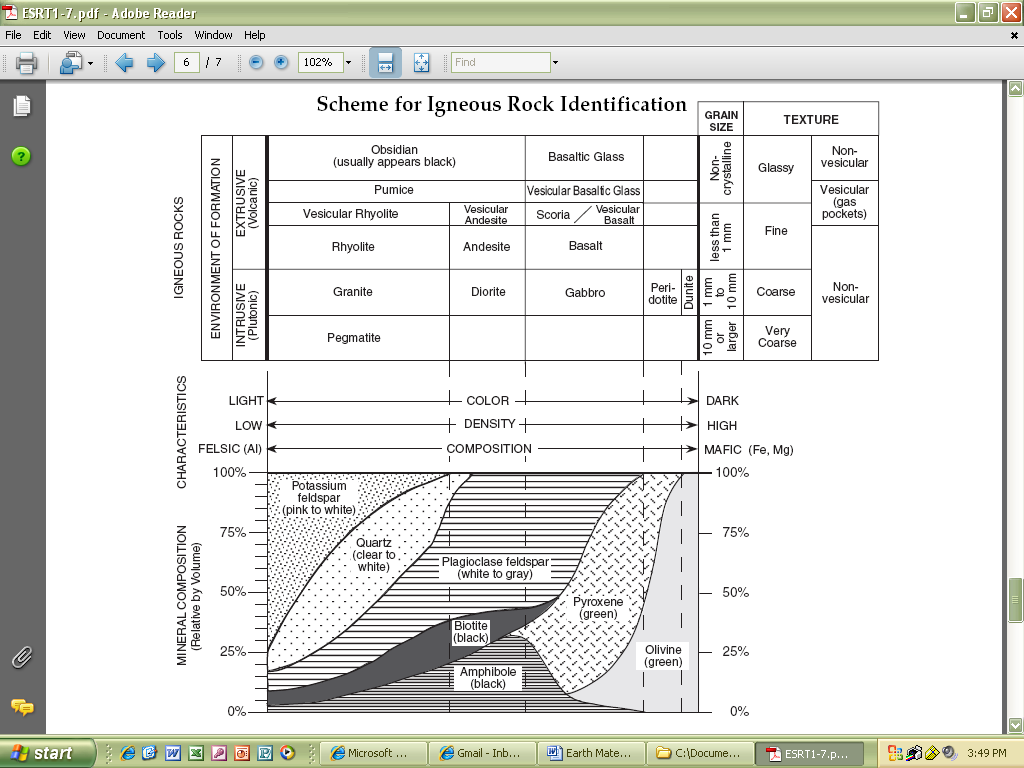 ESRT1-7.pdf - Adobe Reader
File Edit View Document Tools Window Help
6 / 7 102% Find
Scheme for Igneous Rock Identification
GRAIN
SIZE
TEXTURE
IGNEOUS ROCKS
ENVIRONMENT OF FORMATION
EXTRUSIVE
(Volcanic)
Obsidian
(usually appears black)
Basaltic Glass
Non-
crystalline
Glassy
Non-
vesicular
Pumice
Vesicular Basaltic Glass
Vesicular
(gas
pockets)
Vesicular Rhyolite
Vesicular
Andesite
Scoria
Vesicular
Basalt
less than
1 mm
Fine
Rhyolite
Andesite
Basalt
INTRUSIVE
(Plutonic)
Granite
Diorite
Gabbro
Peri-
dotite
Dunite
1 mm
to
10 mm
Coarse
Non-
vesicular
Pegmatite
10 mm
or
larger
Very
Coarse
CHARACTERISTICS
LIGHT COLOR DARK
LOW DENSITY HIGH
FELSIC (Al) COMPOSITION MAFIC (Fe, Mg)
MINERAL COMPOSITION
(Relative by Volume)
100% 100%
Potassium
feldspar
(pink to white)
75% 75%
Quartz
(clear to
white)
Plagioclase feldspar
(white to gray)
50% 50%
Pyroxene
(green)
Biotite
(black)
25% 25%
Olivine
(green)
Amphibole
(black)
0% 0%
start
Microsoft ...
Gmail - Inb...
Earth Mate...
C:\Docume...
ESRT1-7.p...
3:49 PM